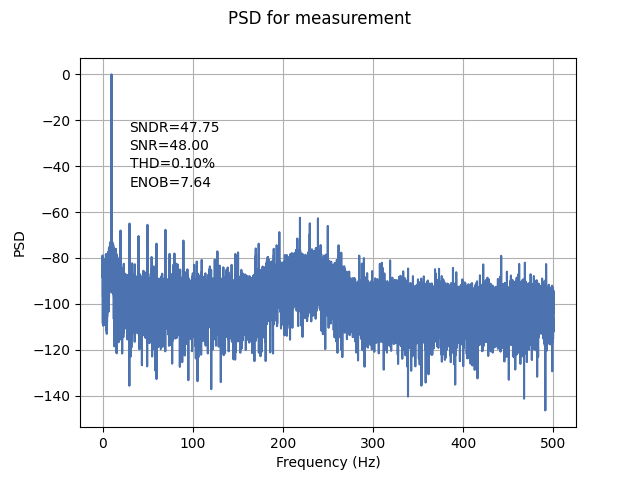 PSD for measurement
PSD
0
−20
−40
−60
−80
−100
−120
−140
SNDR=47.75
SNR=48.00
THD=0.10%
ENOB=7.64
0 100 200 300 400 500
Frequency (Hz)